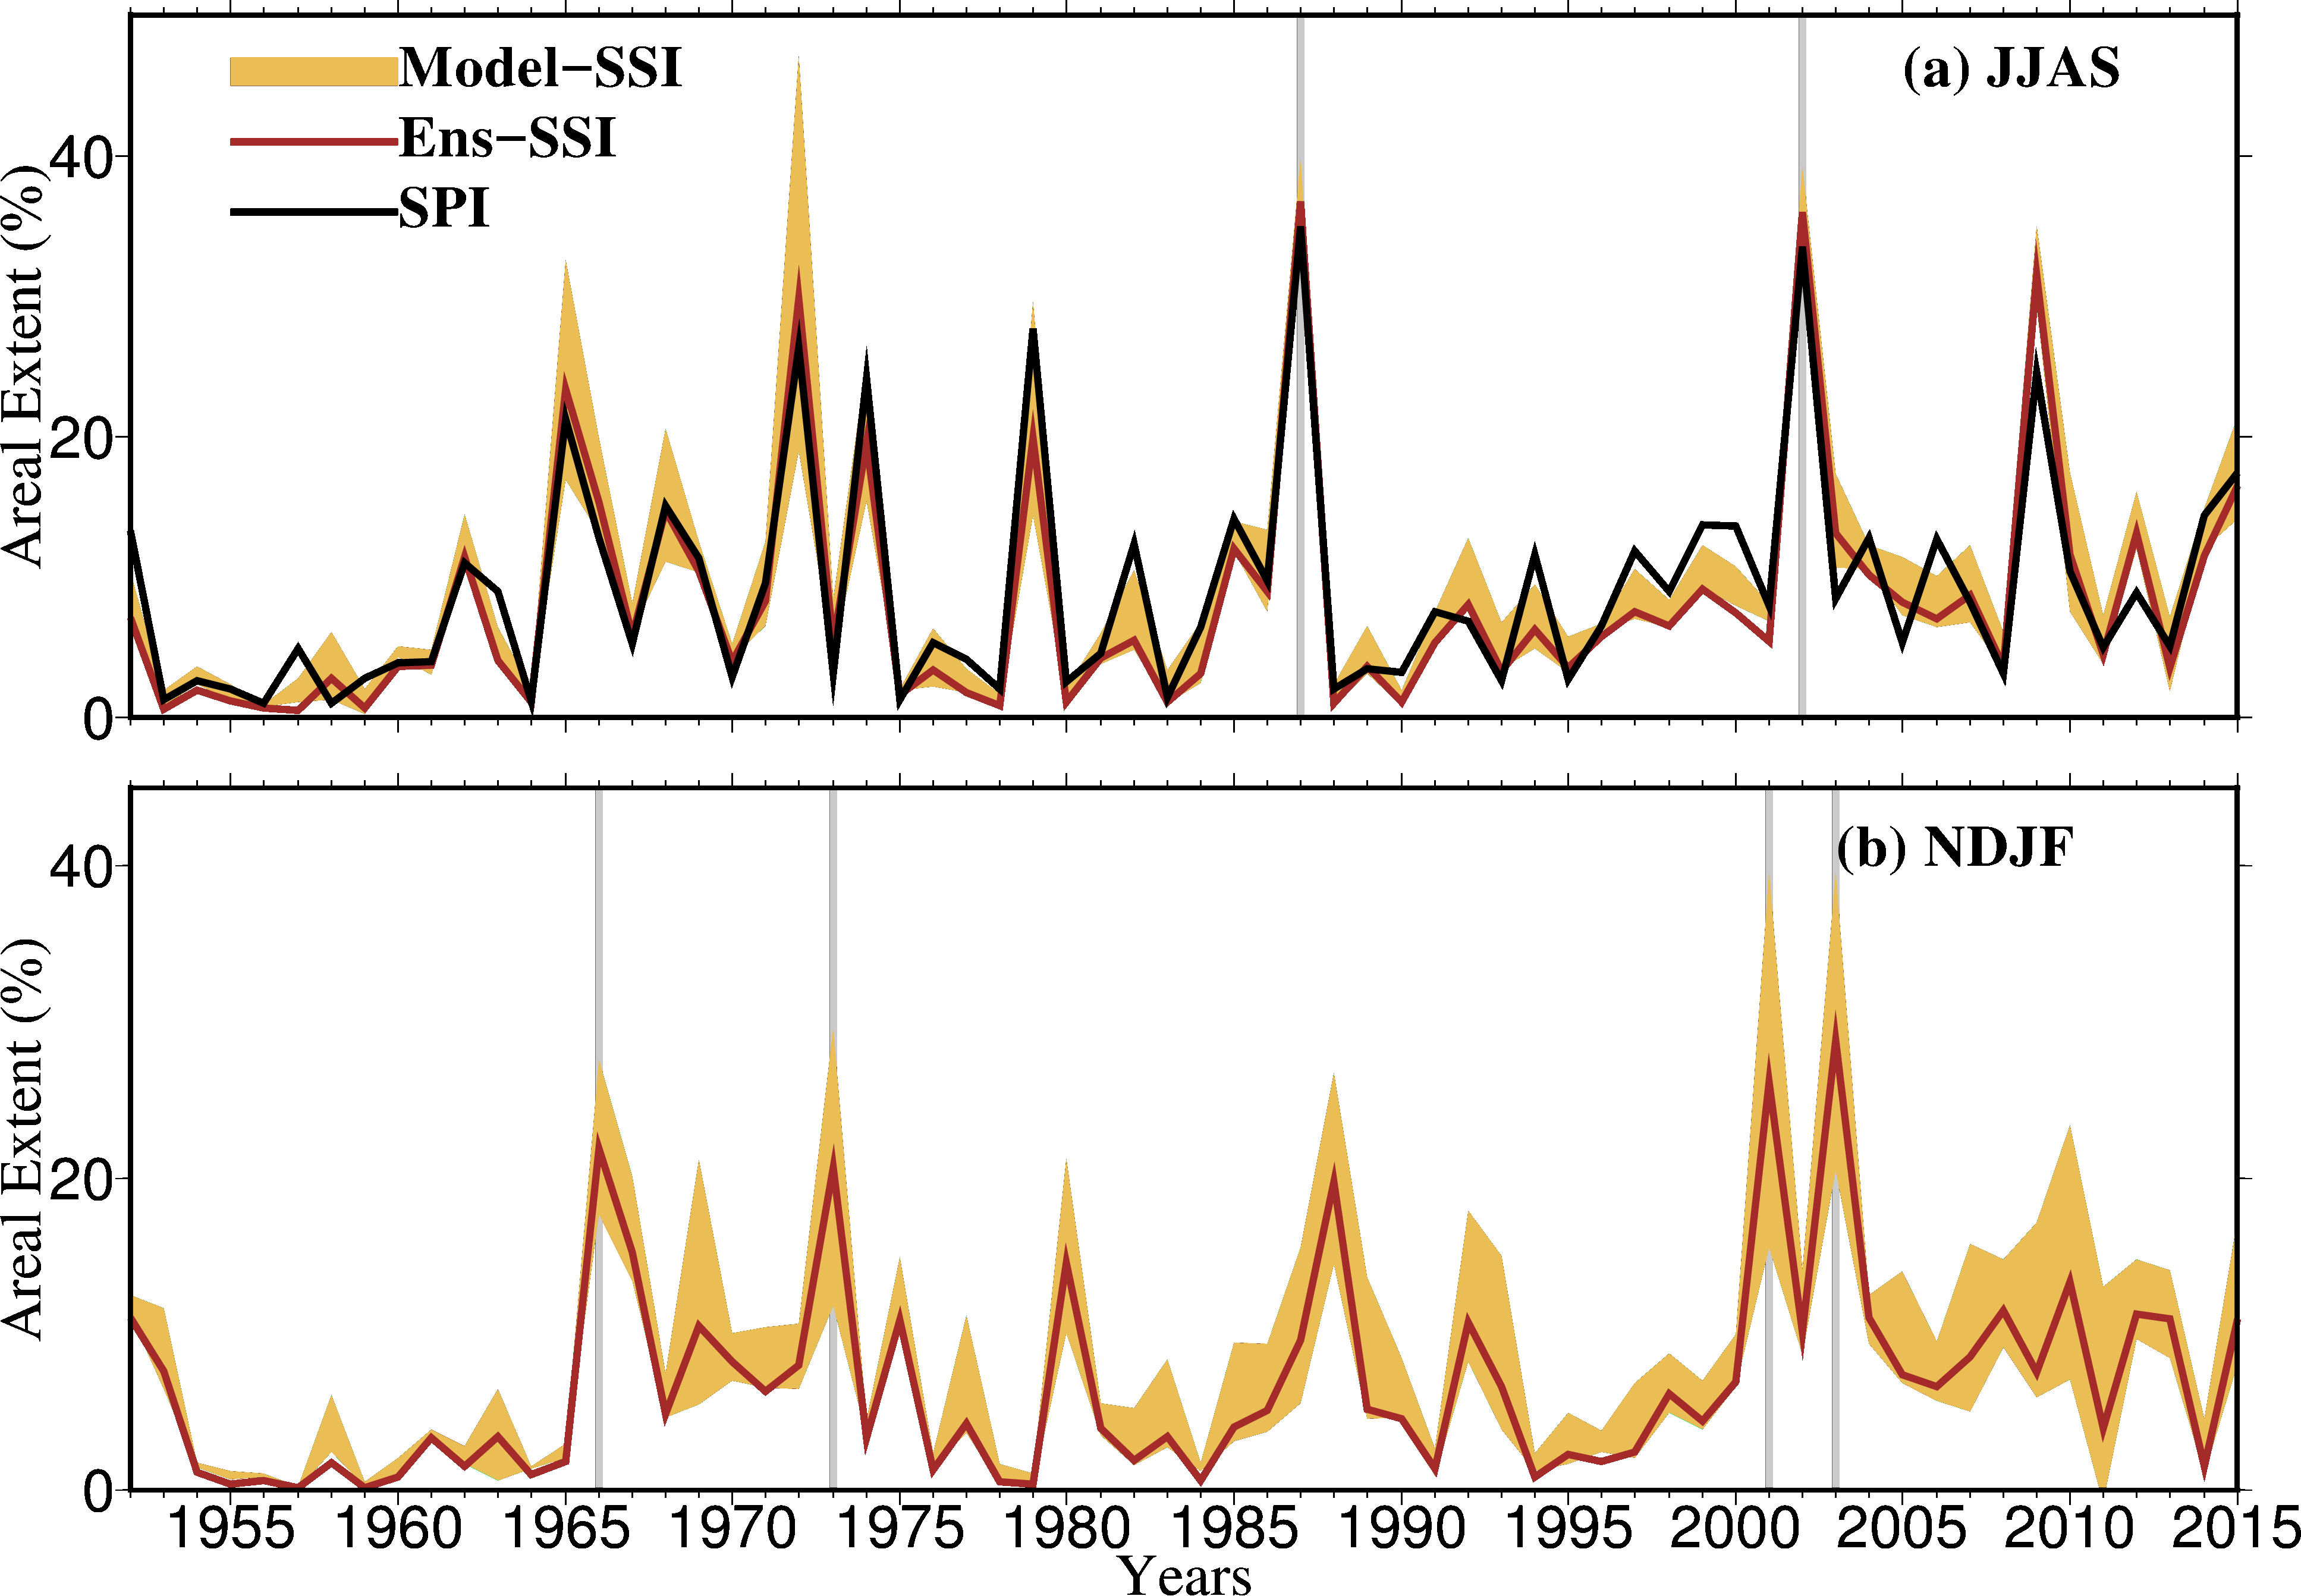 Model−SSI
Ens−SSI
SPI
(a) JJAS
Areal Extent (%)
40
20
0
(b) NDJF
Areal Extent (%)
40
20
0
1955 1960 1965 1970 1975 1980 1985 1990 1995 2000 2005 2010 2015
Years